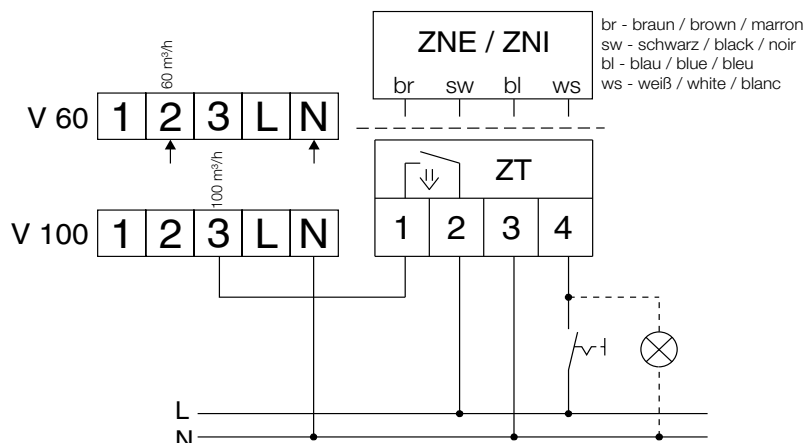 ZNE / ZNI
br sw bl ws
br - braun / brown / marron
sw - schwarz / black / noir
bl - blau / blue / bleu
ws - weiß / white / blanc
60 m³/h
V 60 1 2 3 L N
100 m³/h
ZT
1 2 3 4
V 100 1 2 3 L N
L
N